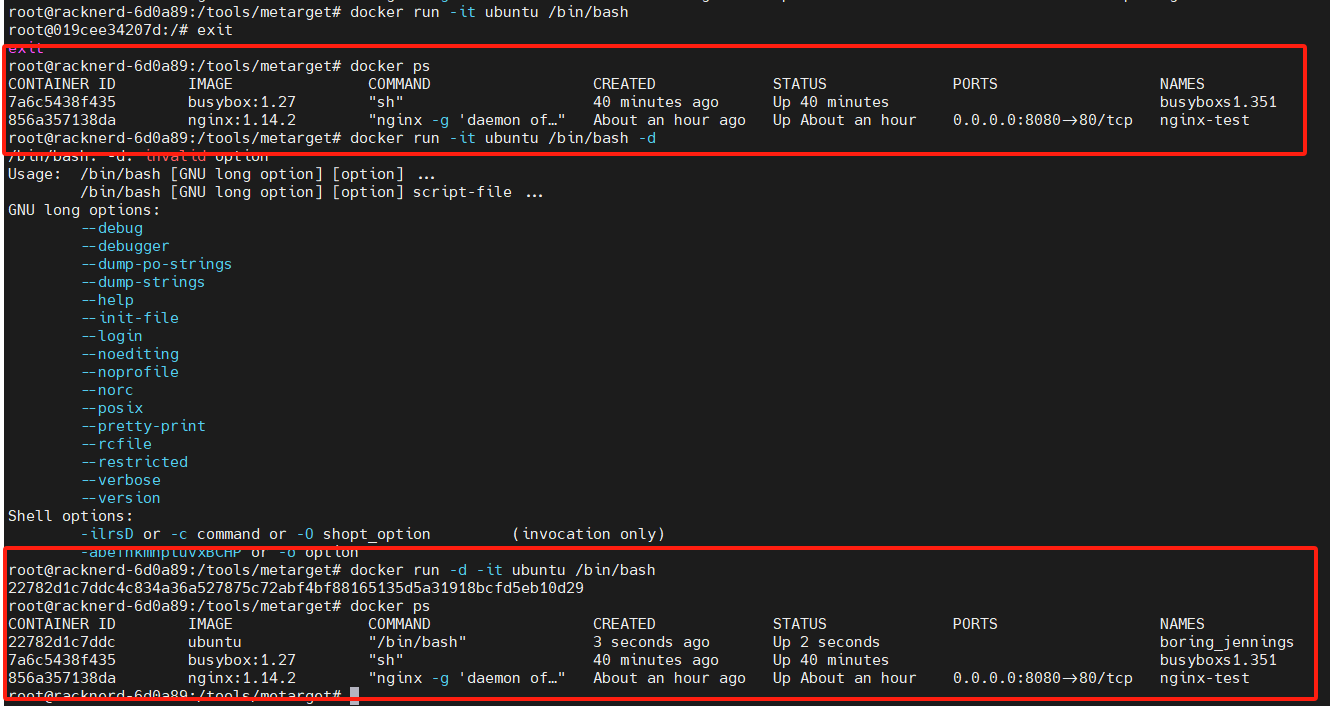 root@racknerd-6d0a89:/tools/metarget# docker run -it ubuntu /bin/bash
root@019cee34207d:/# exit
exit
root@racknerd-6d0a89:/tools/metarget# docker ps
CONTAINER ID IMAGE COMMAND CREATED STATUS PORTS NAMES
7a6c5438f435 busybox:1.27 "sh" 40 minutes ago Up 40 minutes busyboxs1.351
856a357138da nginx:1.14.2 "nginx -g 'daemon of…" About an hour ago Up About an hour 0.0.0.0:8080→80/tcp nginx-test
root@racknerd-6d0a89:/tools/metarget# docker run -it ubuntu /bin/bash -d
/bin/bash: -d: invalid option
Usage: /bin/bash [GNU long option] [option] ...
/bin/bash [GNU long option] [option] script-file ...
GNU long options:
--debug
--debugger
--dump-po-strings
--dump-strings
--help
--init-file
--login
--noediting
--noprofile
--norc
--posix
--pretty-print
--rcfile
--restricted
--verbose
--version
Shell options:
-ilrsD or -c command or -O shopt_option (invocation only)
-abefhkmnptuvxBCHP or -o option
root@racknerd-6d0a89:/tools/metarget# docker run -d -it ubuntu /bin/bash
22782d1c7ddc4c834a36a527875c72abf4bf88165135d5a31918bcfd5eb10d29
root@racknerd-6d0a89:/tools/metarget# docker ps
CONTAINER ID IMAGE COMMAND CREATED STATUS PORTS NAMES
22782d1c7ddc ubuntu "/bin/bash" 3 seconds ago Up 2 seconds boring_jennings
7a6c5438f435 busybox:1.27 "sh" 40 minutes ago Up 40 minutes busyboxs1.351
856a357138da nginx:1.14.2 "nginx -g 'daemon of…" About an hour ago Up About an hour 0.0.0.0:8080→80/tcp nginx-test
root@racknerd-6d0a89:/tools/metarget#